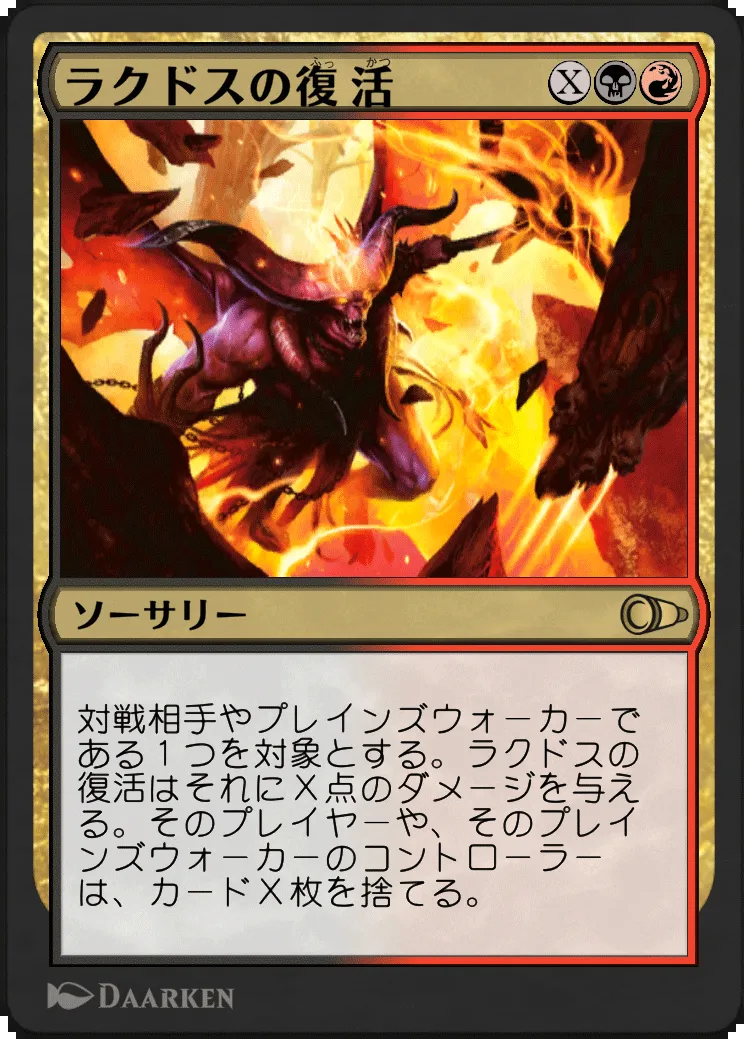 ラクドスの復活
ふっ かつ
X
ソーサリー
対戦相手やプレインズウォーカーで
ある１つを対象とする。ラクドスの
復活はそれにＸ点のダメージを与え
る。そのプレイヤーや、そのプレイ
ンズウォーカーのコントローラー
は、カードＸ枚を捨てる。
DAARKEN